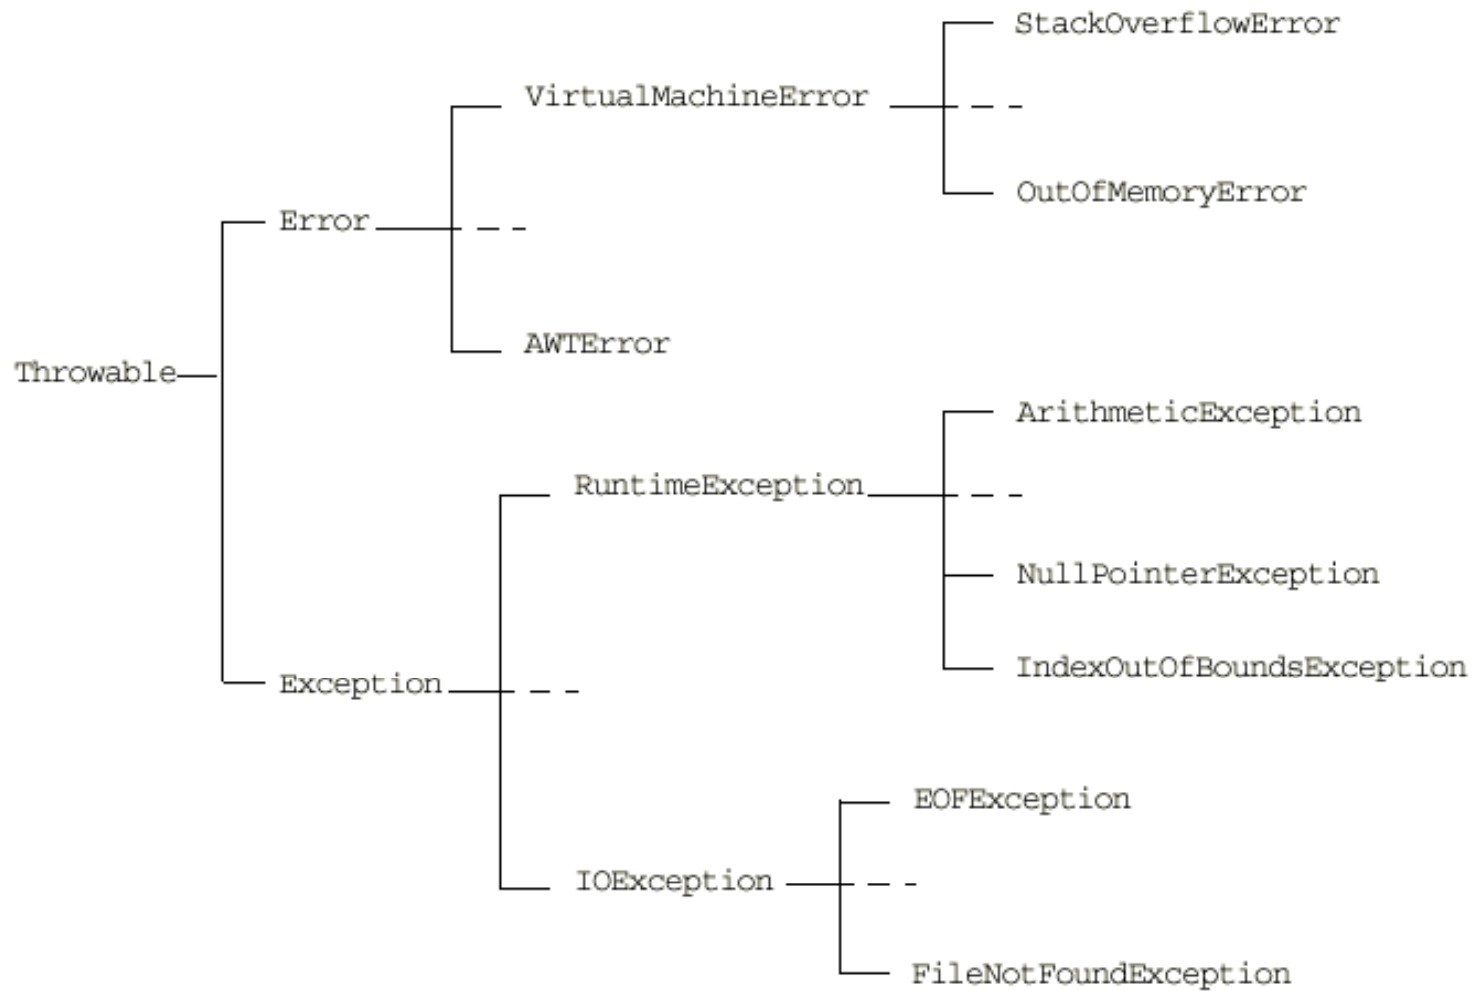 StackOverflowError
VirtualMachineError
OutOfMemoryError
Error
AWTError
Throwable
ArithmeticException
RuntimeException
NullPointerException
IndexOutOfBoundsException
Exception
EOFException
IOException
FileNotFoundException